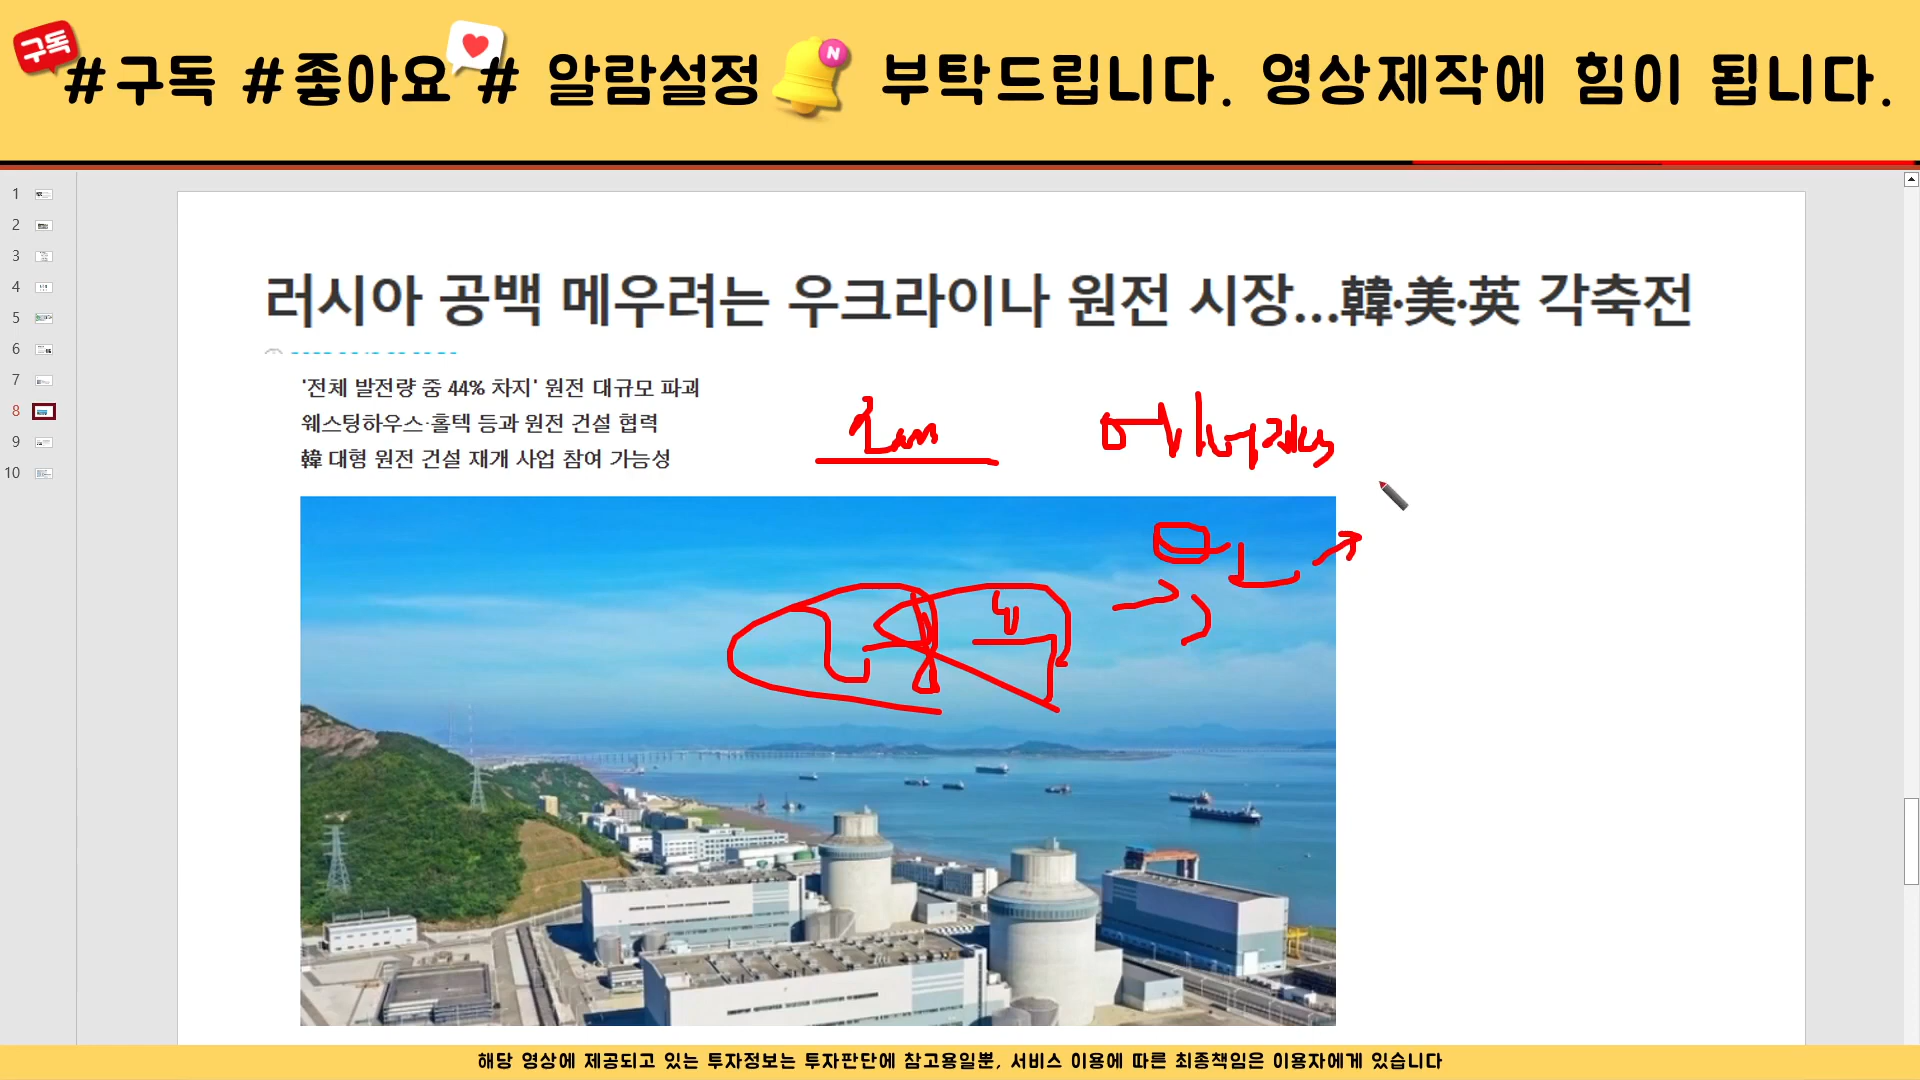 구독
#구독 #좋아요 # 알람설정 N 부탁드립니다. 영상제작에 힘이 됩니다.
1
2
3
4
5
6
7
8
9
10
러시아 공백 메우려는 우크라이나 원전 시장...韓·美·英 각축전
'전체 발전량 중 44% 차지' 원전 대규모 파괴
웨스팅하우스·홀텍 등과 원전 건설 협력
韓 대형 원전 건설 재개 사업 참여 가능성
해당 영상에 제공되고 있는 투자정보는 투자판단에 참고용일뿐, 서비스 이용에 따른 최종책임은 이용자에게 있습니다